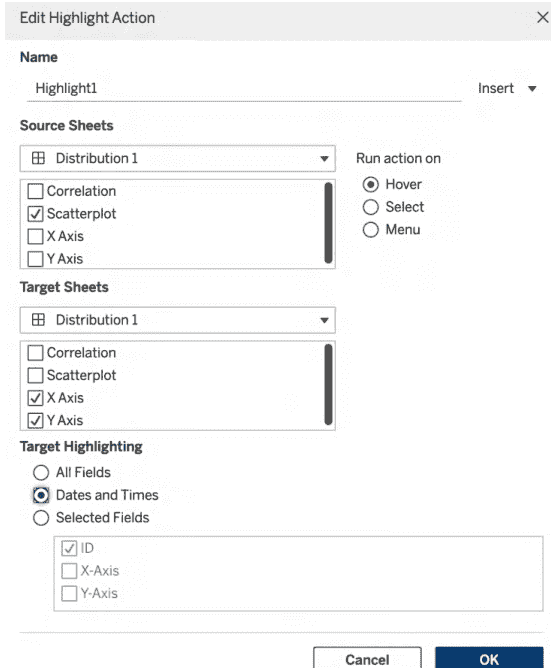 Edit Highlight Action
Name
Highlight1 Insert
Source Sheets
Distribution 1 Run action on
Correlation Hover
Scatterplot Select
X Axis Menu
Y Axis
Target Sheets
Distribution 1
Correlation
Scatterplot
X Axis
Y Axis
Target Highlighting
All Fields
Dates and Times
Selected Fields
ID
X-Axis
Y-Axis
Cancel OK